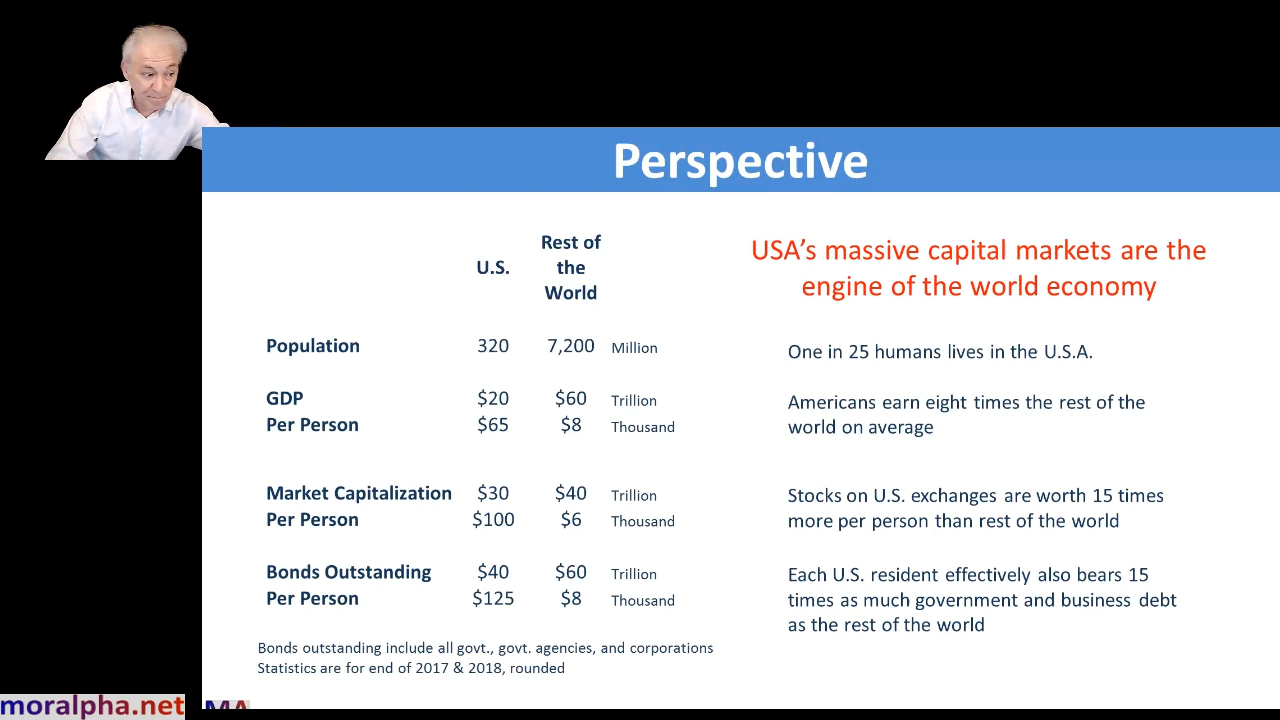 Perspective
U.S.
Rest of
the
World
USA's massive capital markets are the
engine of the world economy
Population 320 7,200 Million
One in 25 humans lives in the U.S.A.
GDP $20 $60 Trillion
Per Person $65 $8 Thousand
Americans earn eight times the rest of the
world on average
Market Capitalization $30 $40 Trillion
Per Person $100 $6 Thousand
Stocks on U.S. exchanges are worth 15 times
more per person than rest of the world
Bonds Outstanding $40 $60 Trillion
Per Person $125 $8 Thousand
Each U.S. resident effectively also bears 15
times as much government and business debt
as the rest of the world
Bonds outstanding include all govt., govt. agencies, and corporations
Statistics are for end of 2017 & 2018, rounded
moralpha.net
MA